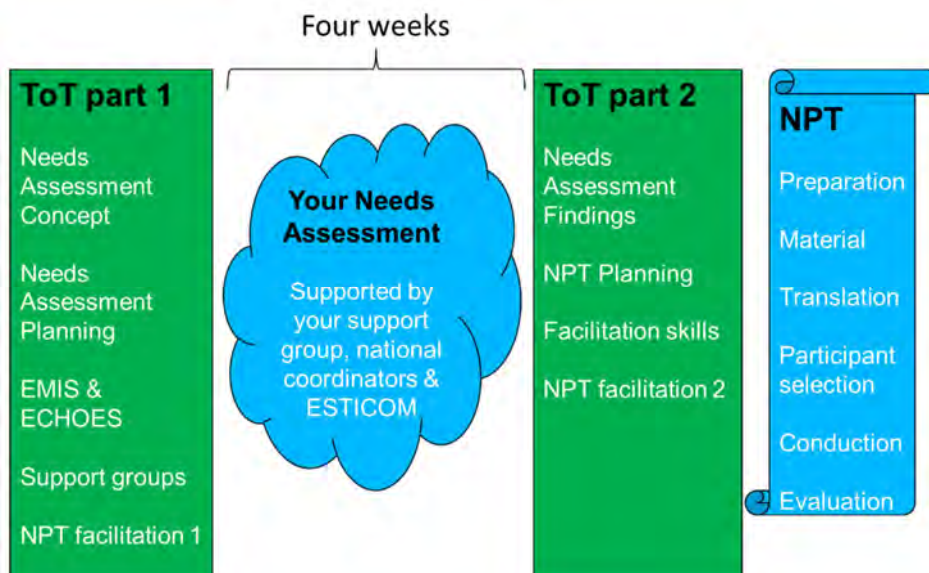 Four weeks
ToT part 1
Needs
Assessment
Concept
Needs
Assessment
Planning
EMIS &
ECHOES
Support groups
NPT facilitation 1
Your Needs
Assessment
Supported by
your support
group, national
coordinators &
ESTICOM
ToT part 2
Needs
Assessment
Findings
NPT Planning
Facilitation skills
NPT facilitation 2
NPT
Preparation
Material
Translation
Participant
selection
Conduction
Evaluation